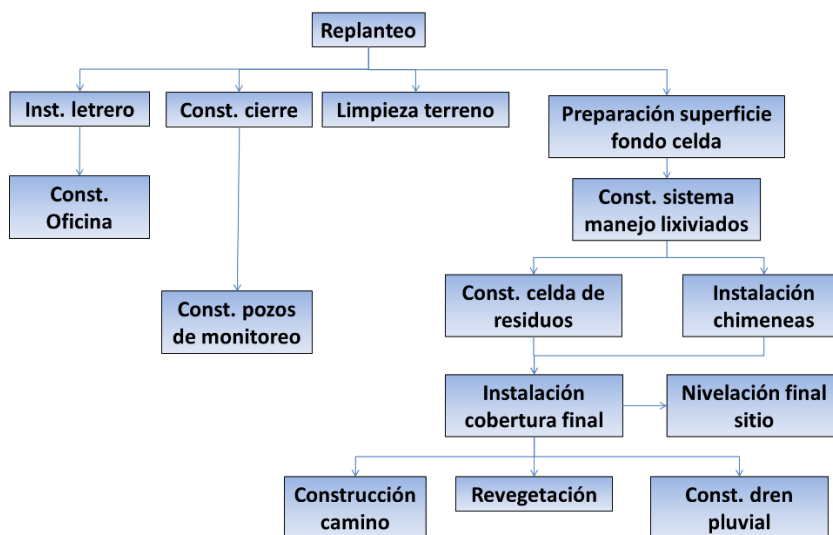 Replanteo
Inst. letrero
Const. cierre
Limpieza terreno
Preparación superficie
fondo celda
Const.
Oficina
Const. sistema
manejo lixiviados
Const. pozos
de monitoreo
Const. celda de
residuos
Instalación
chimeneas
Instalación
cobertura final
Nivelación final
sitio
Construcción
camino
Revegetación
Const. dren
pluvial